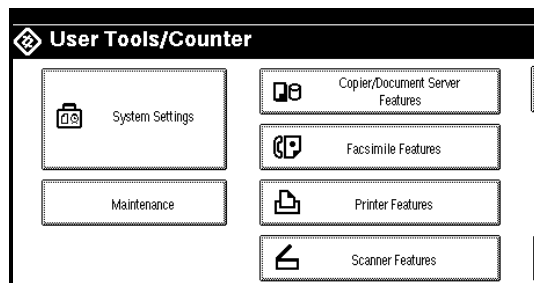 User Tools/Counter
System Settings
Maintenance
Copier/Document Server
Features
Facsimile Features
Printer Features
Scanner Features